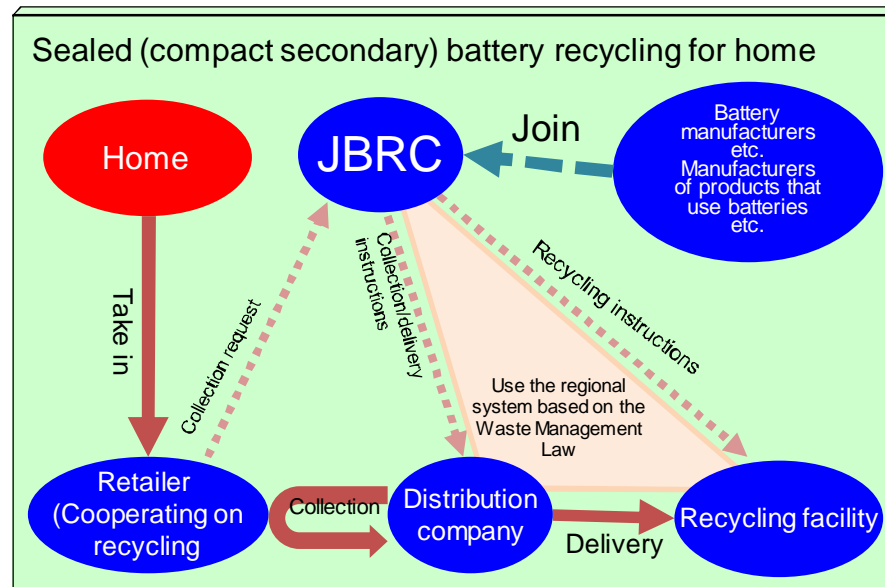 Sealed (compact secondary) battery recycling for home
Home
JBRC
Join
Battery
manufacturers
etc.
Manufacturers
of products that
use batteries
etc.
Take in
Collection request
Collection/delivery
instructions
Recycling instructions
Use the regional
system based on the
Waste Management
Law
Retailer
(Cooperating on
recycling
Collection
Distribution
company
Delivery
Recycling facility